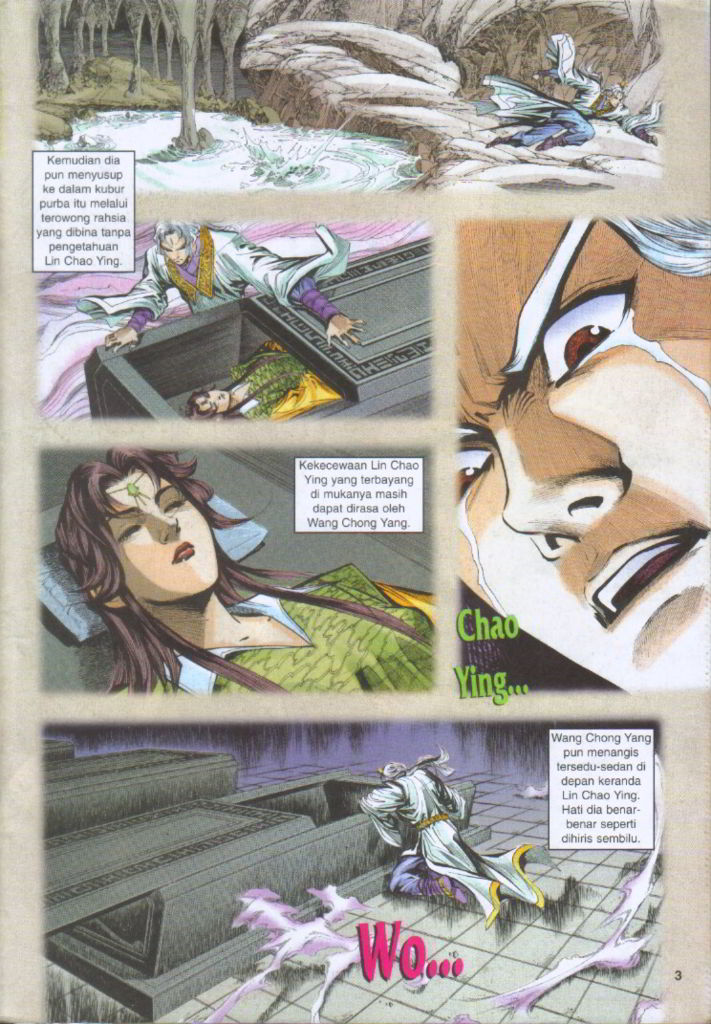 Kemudian dia
pun menyusup
ke dalam kubur
purba itu melalui
terowong rahsia
yang dibina tanpa
pengetahuan
Lin Chao Ying.
Kekecewaan Lin Chao
Ying yang terbayang
di mukanya masih
dapat dirasa oleh
Wang Chong Yang.
Chao
Ying...
Wang Chong Yang
pun menangis
tersedu-sedan di
depan keranda
Lin Chao Ying.
Hati dia benar-
benar seperti
dihiris sembilu.
Wo...
3